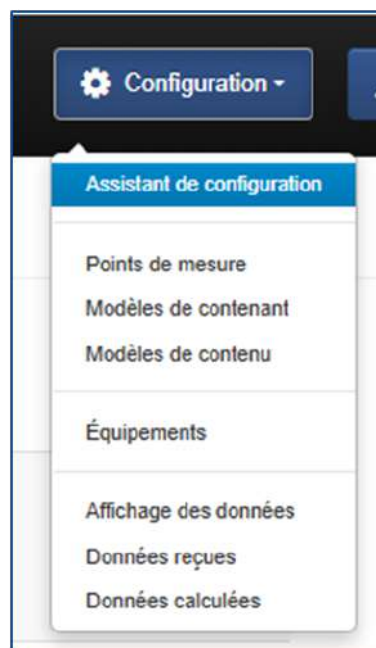 Configuration
Assistant de configuration
Points de mesure
Modèles de contenant
Modèles de contenu
Équipements
Affichage des données
Données reçues
Données calculées